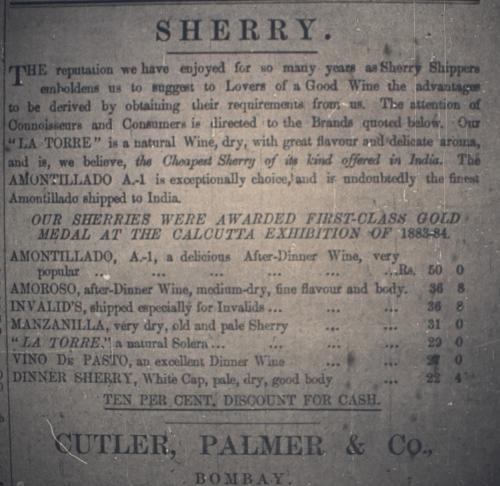 SHERRY.
THE reputation we have enjoyed for so many years as Sherry Shippers
emboldens us to suggest to Lovers of a Good Wine the advantages
to be derived by obtaining their requirements from us. The attention of
Connoisseurs and Consumers is directed to the Brands quoted below. Our
"LA TORRE" is a natural Wine, dry, with great flavour and delicate aroma,
and is, we believe, the Cheapest Sherry of its kind offered in India. The
AMONTILLADO A.-1 is exceptionally choice, and is undoubtedly the finest
Amontillado shipped to India.
OUR SHERRIES WERE AWARDED FIRST-CLASS GOLD
MEDAL AT THE CALCUTTA EXHIBITION OF 1883-84.
AMONTILLADO, A.-1, a delicious After-Dinner Wine, very
popular .. ... ... ... ... ...Rs. 50 0
AMOROSO, after-Dinner Wine, medium-dry, fine flavour and body. 36 8
INVALID'S, shipped especially for Invalids... ... ... 36 8
MANZANILLA, very dry, old and pale Sherry ... ... 31 0
"LA TORRE," a natural Solera... ... ... ... 29 0
VINO DE PASTO, an excellent Dinner Wine ... ... 0
DINNER SHERRY, White Cap, pale, dry, good body ... 22 4
TEN PER CENT. DISCOUNT FOR CASH.
CUTLER, PALMER & Co.,
BOMBAY.